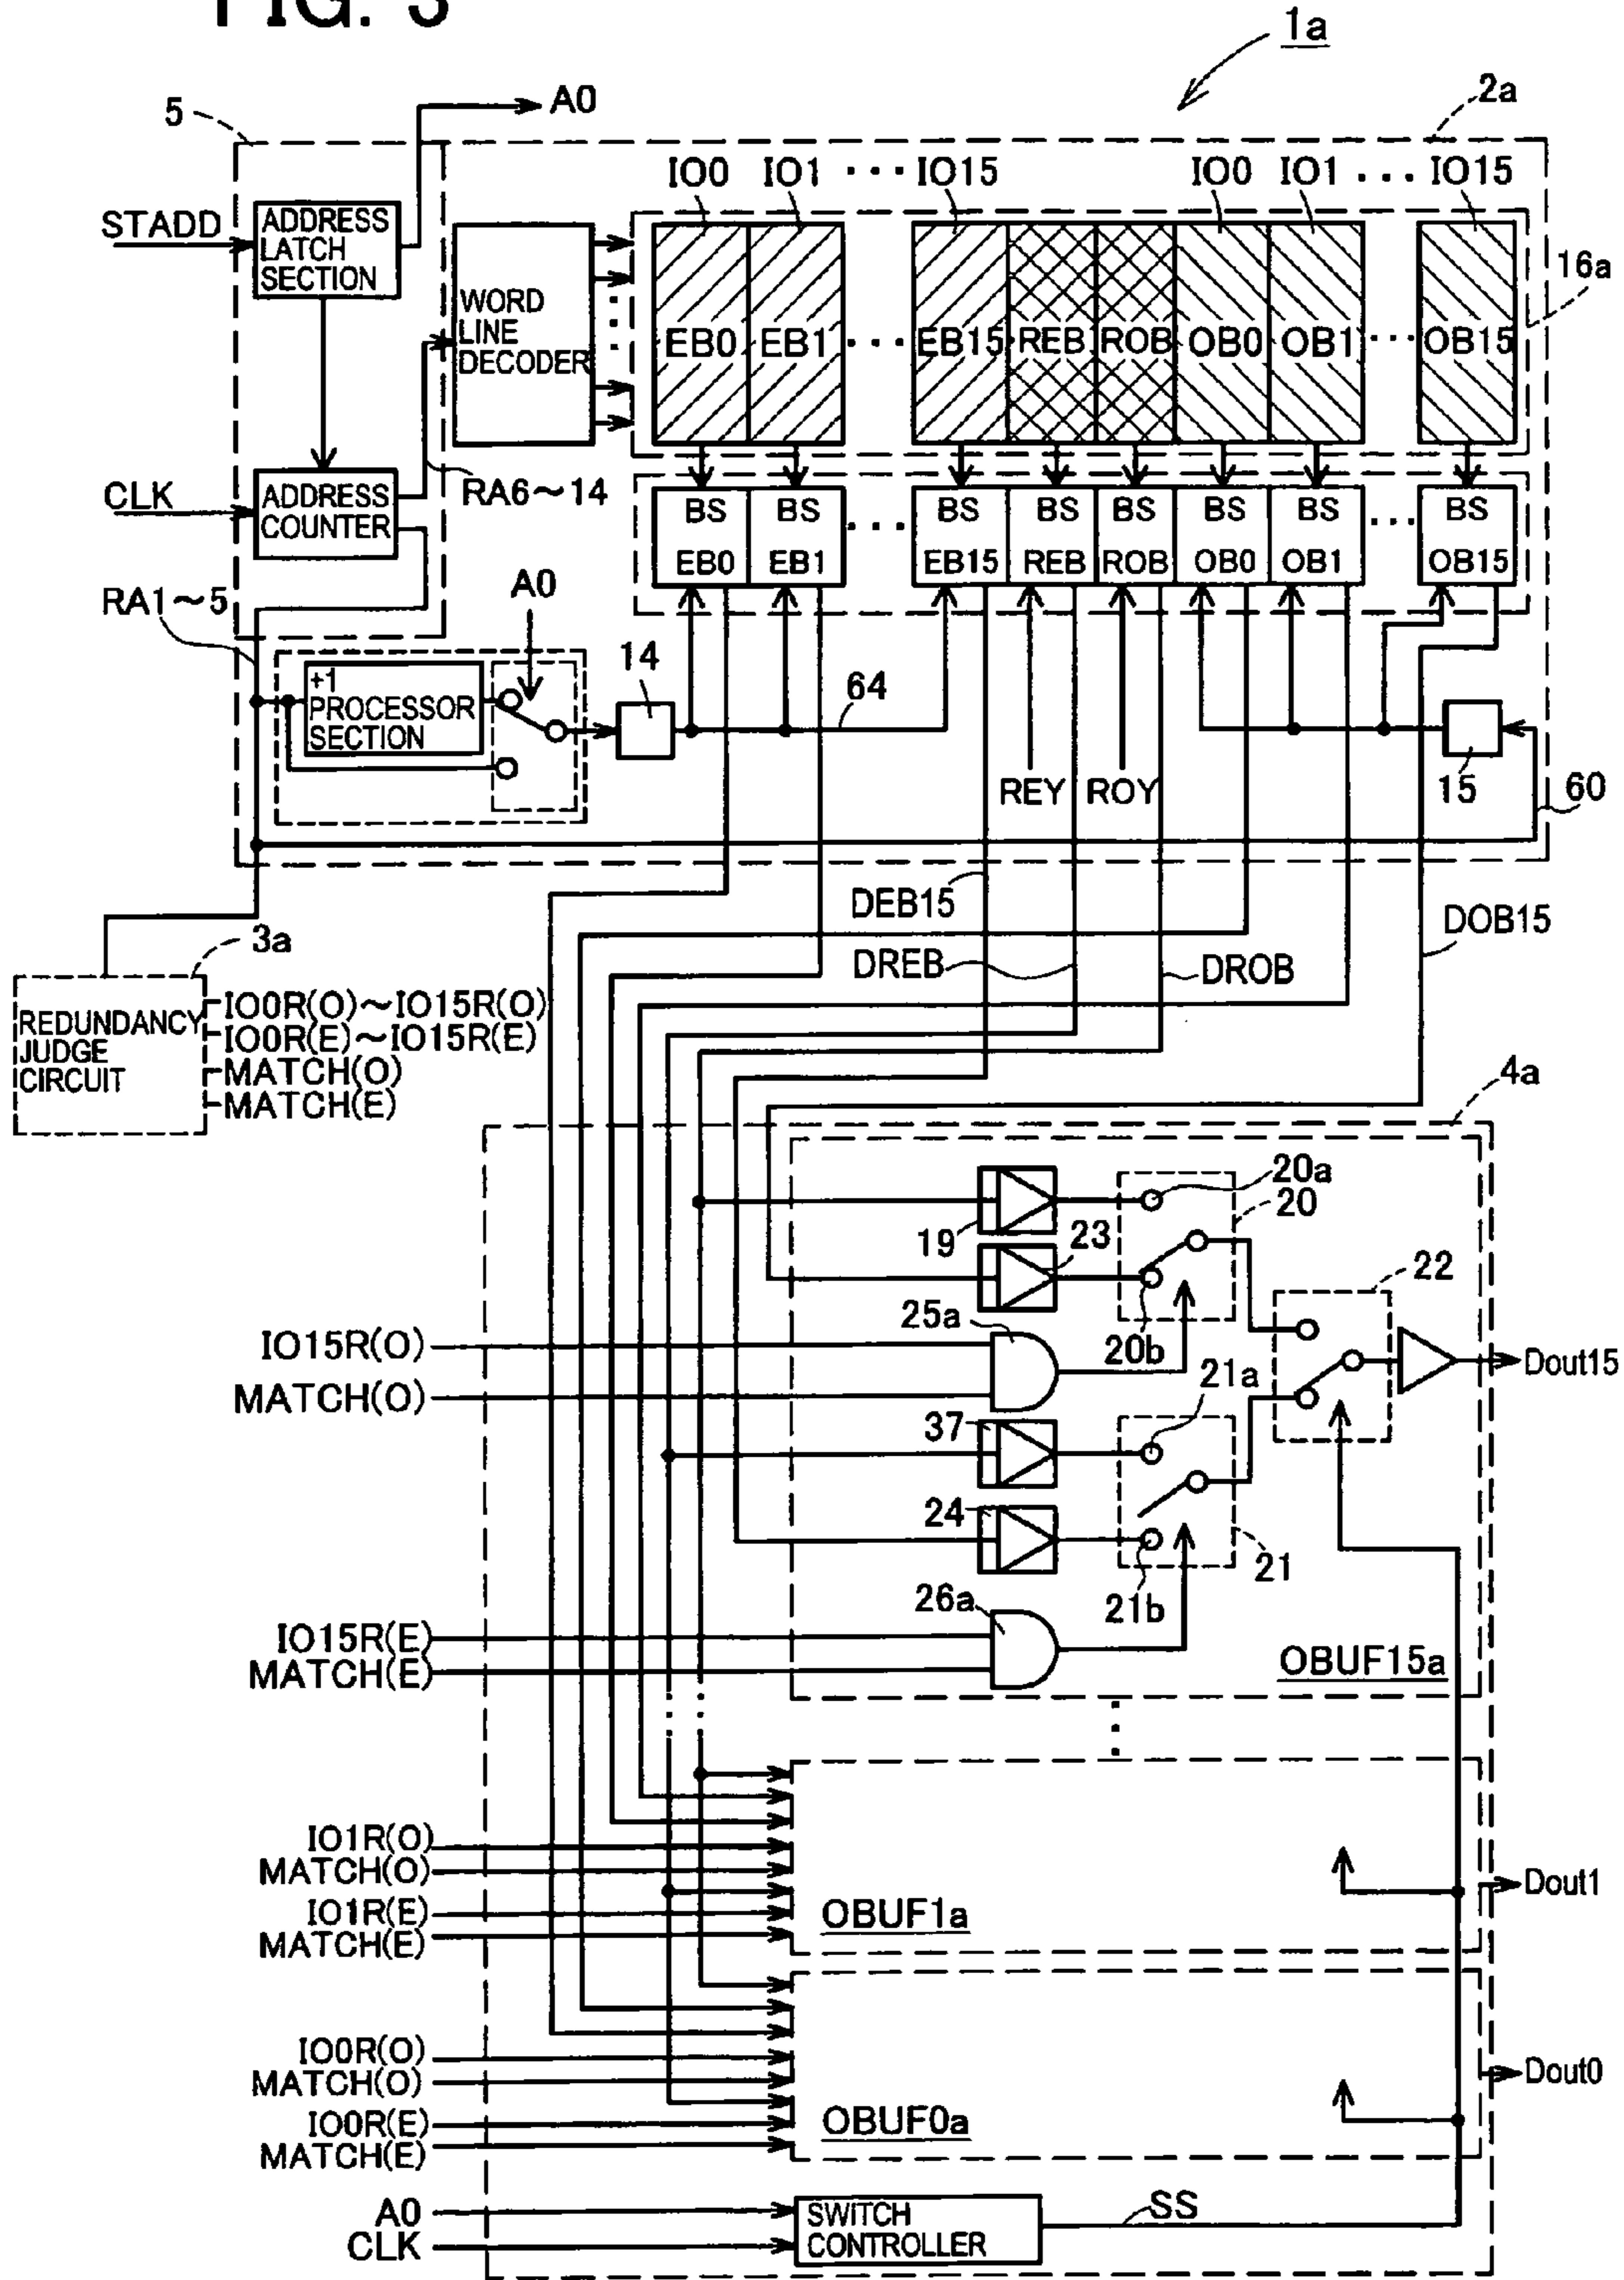 FIG. 3
1a
2a
5
A0
IO0 IO1 ··· IO15 IO0 IO1 ... IO15
STADD
ADDRESS
LATCH
SECTION
16a
WORD
LINE
DECODER
EB0 EB1 ··· EB15 REB ROB OB0 OB1 ··· OB15
CLK
ADDRESS
COUNTER
RA6~14
BS BS ··· BS BS BS BS BS ... BS
EB0 EB1 EB15 REB ROB OB0 OB1 OB15
RA1~5
A0
14
64
+1
PROCESSOR
SECTION
REY ROY
15
60
DEB15
DOB15
3a
DREB
DROB
REDUNDANCY
JUDGE
CIRCUIT
IO0R(O)~IO15R(O)
IO0R(E)~IO15R(E)
MATCH(O)
MATCH(E)
4a
20a
20
19
23
22
25a
20b
IO15R(O)
MATCH(O)
Dout15
21a
37
24
21
26a
21b
IO15R(E)
MATCH(E)
OBUF15a
IO1R(O)
MATCH(O)
IO1R(E)
MATCH(E)
OBUF1a
Dout1
IO0R(O)
MATCH(O)
IO0R(E)
MATCH(E)
OBUF0a
Dout0
A0
CLK
SWITCH
CONTROLLER
SS